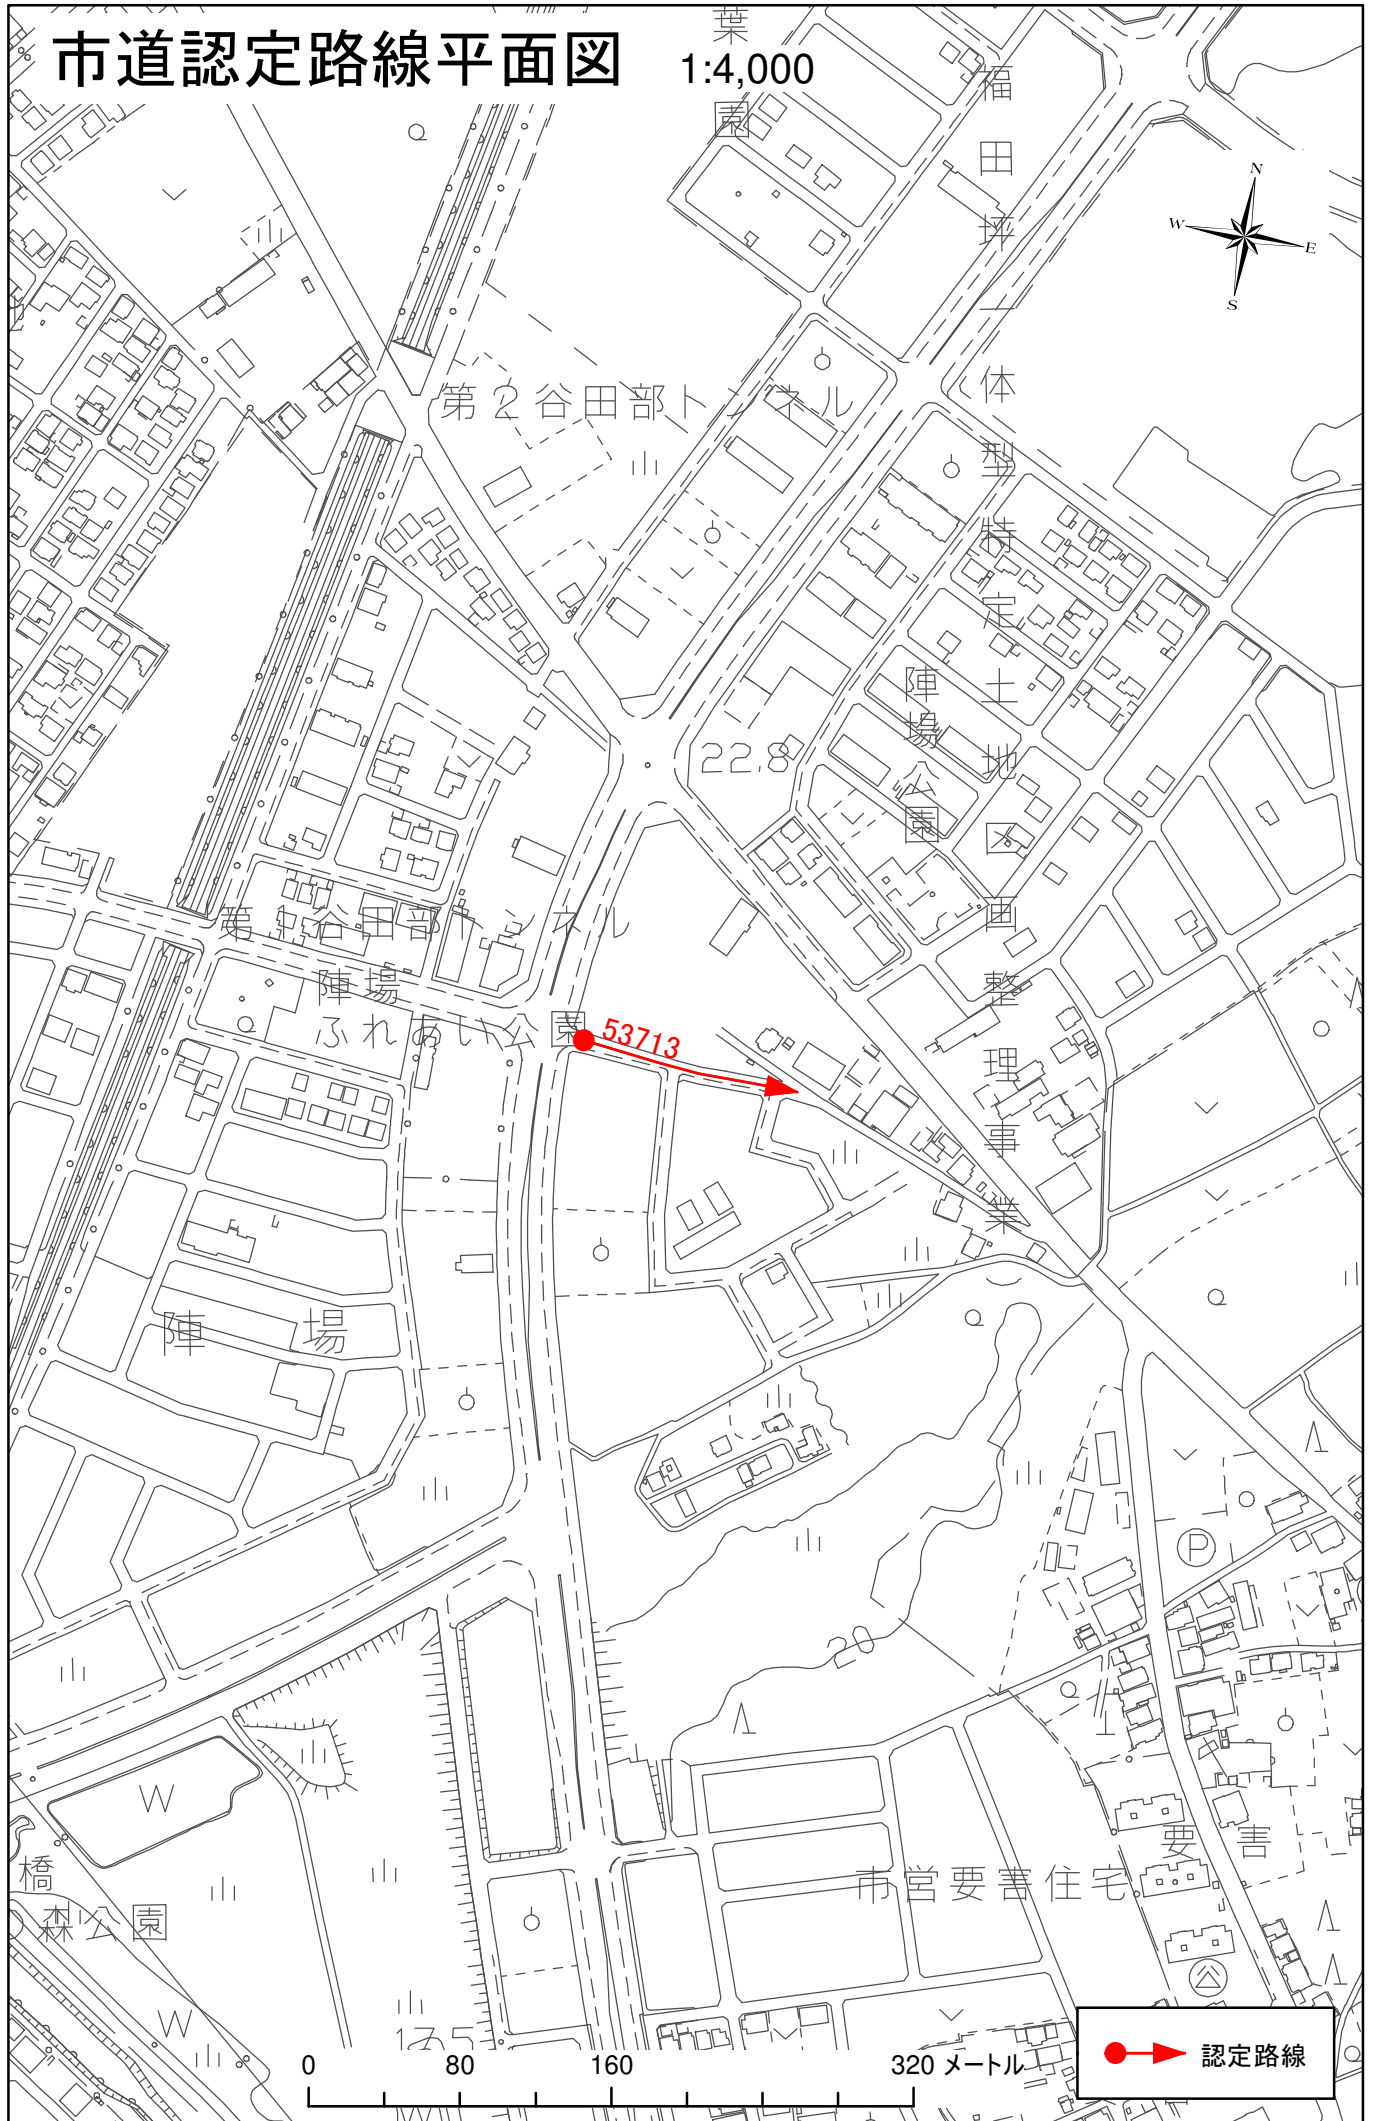 市道認定路線平面図 1:4,000
葉
園
福田坪一体型特定土地区画整理事業
N
W
E
S
第2谷田部トンネル
陣場公園
22.8
第1谷田部トンネル
陣場
ふれあい公園
53713
陣場
20
P
W
要害
市営要害住宅
橋
森公園
W
17.5
W
0 80 160 320 メートル
認定路線